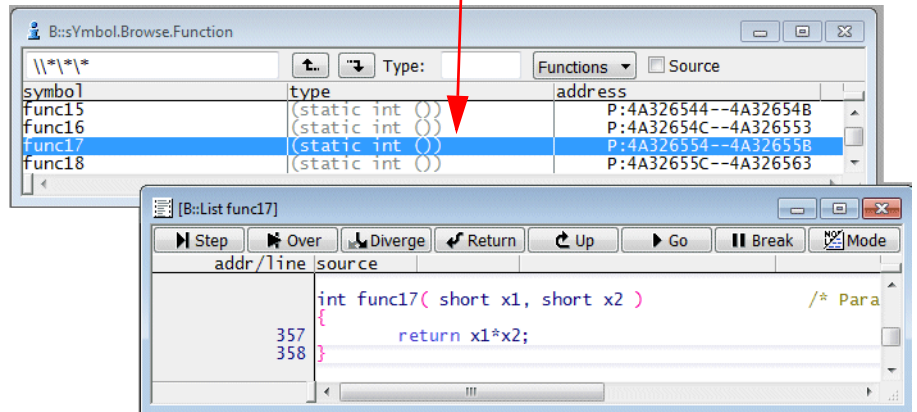 B::sYmbol.Browse.Function
\\*\*\* Type: Functions Source
symbol type address
func15 (static int ()) P:4A326544--4A32654B
func16 (static int ()) P:4A32654C--4A326553
func17 (static int ()) P:4A326554--4A32655B
func18 (static int ()) P:4A32655C--4A326563
[B::List func17]
Step Over Diverge Return Up Go Break Mode
addr/line source
int func17( short x1, short x2 ) /* Para
{
357 return x1*x2;
358 }